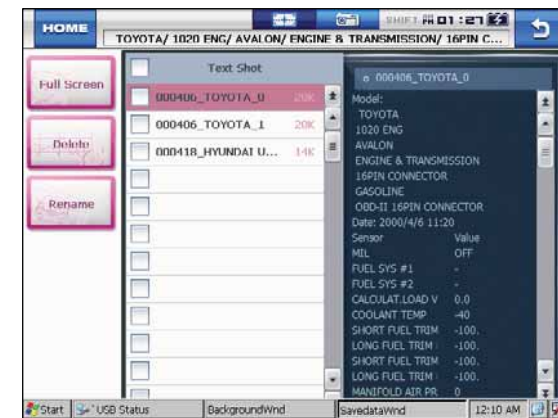 HOME
SHIFT
01:27
TOYOTA/ 1020 ENG/ AVALON/ ENGINE & TRANSMISSION/ 16PIN C...
Full Screen
Delete
Rename
Text Shot
000406_TOYOTA_0 20K
000406_TOYOTA_1 20K
000418_HYUNDAI U... 14K
000406_TOYOTA_0
Model:
TOYOTA
1020 ENG
AVALON
ENGINE & TRANSMISSION
16PIN CONNECTOR
GASOLINE
OBD-II 16PIN CONNECTOR
Date: 2000/4/6 11:20
Sensor Value
MIL OFF
FUEL SYS #1 -
FUEL SYS #2 -
CALCULAT.LOAD V 0.0
COOLANT TEMP -40
SHORT FUEL TRIM -100.
LONG FUEL TRIM -100.
SHORT FUEL TRIM -100.
LONG FUEL TRIM -100.
MANIFOLD AIR PR 0
Start USB Status BackgroundWnd SavedataWnd 12:10 AM